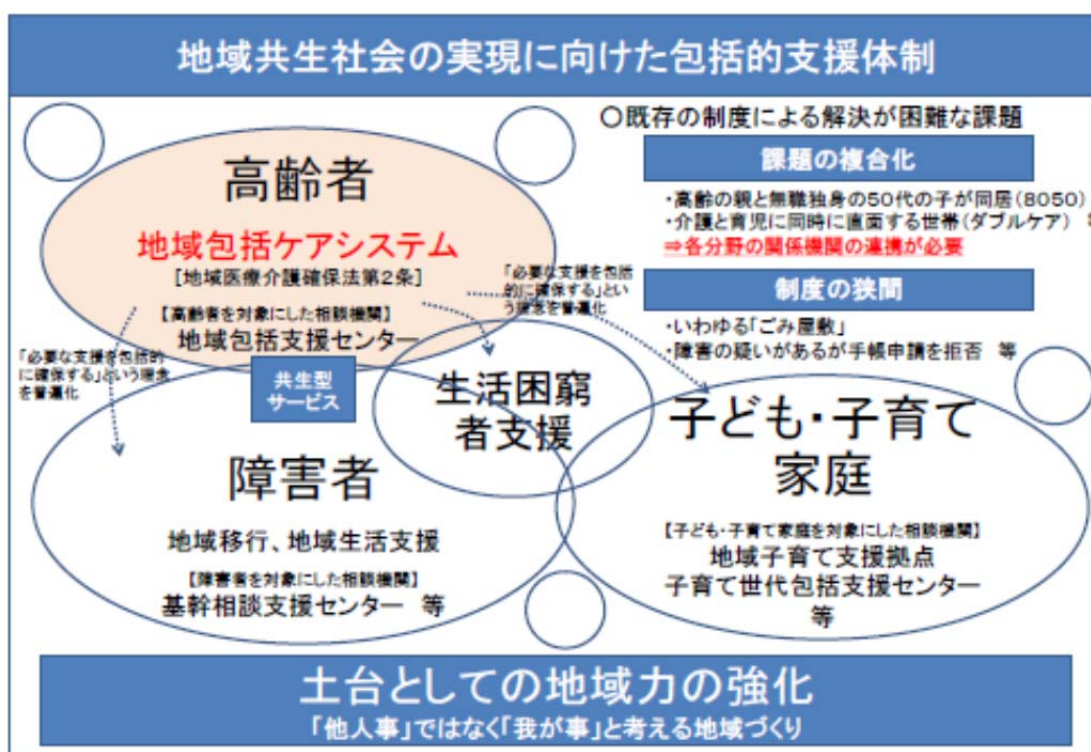 地域共生社会の実現に向けた包括的支援体制
○既存の制度による解決が困難な課題
課題の複合化
・高齢の親と無職独身の50代の子が同居(8050)
・介護と育児に同時に直面する世帯(ダブルケア)
⇒各分野の関係機関の連携が必要
制度の狭間
・いわゆる「ごみ屋敷」
・障害の疑いがあるが手帳申請を拒否 等
高齢者
地域包括ケアシステム
[地域医療介護確保法第2条]
【高齢者を対象にした相談機関】
地域包括支援センター
「必要な支援を包括
的に確保する」とい
う理念を普遍化
「必要な支援を包括的
に確保する」という理念
を普遍化
共生型
サービス
生活困窮
者支援
障害者
地域移行、地域生活支援
【障害者を対象にした相談機関】
基幹相談支援センター 等
子ども・子育て
家庭
【子ども・子育て家庭を対象にした相談機関】
地域子育て支援拠点
子育て世代包括支援センター
等
土台としての地域力の強化
「他人事」ではなく「我が事」と考える地域づくり